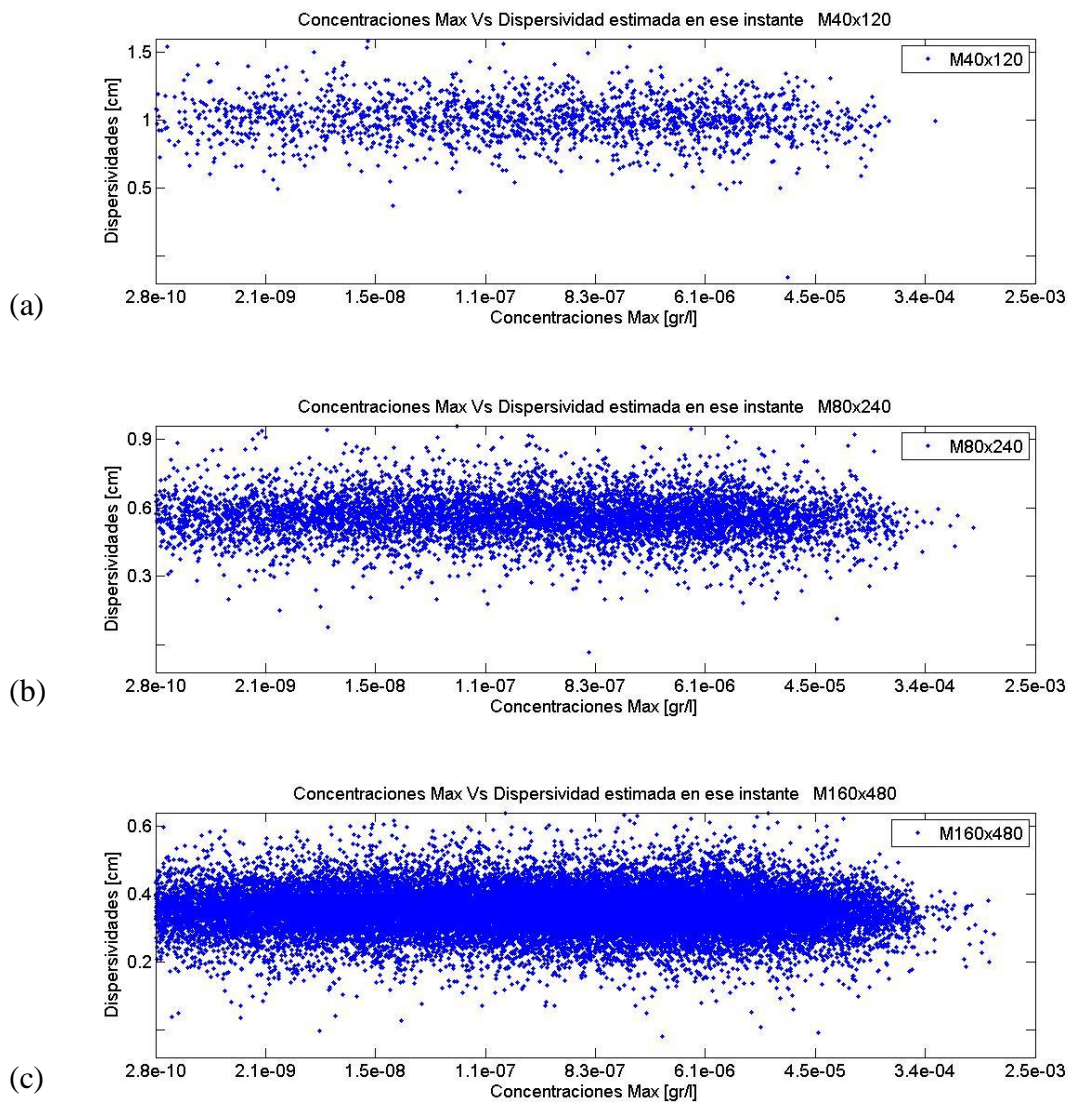 Concentraciones Max Vs Dispersividad estimada en ese instante M40x120
1.5
1
0.5
Dispersividades [cm]
M40x120
2.8e-10 2.1e-09 1.5e-08 1.1e-07 8.3e-07 6.1e-06 4.5e-05 3.4e-04 2.5e-03
Concentraciones Max [gr/l]
(a)
Concentraciones Max Vs Dispersividad estimada en ese instante M80x240
0.9
0.6
0.3
Dispersividades [cm]
M80x240
2.8e-10 2.1e-09 1.5e-08 1.1e-07 8.3e-07 6.1e-06 4.5e-05 3.4e-04 2.5e-03
Concentraciones Max [gr/l]
(b)
Concentraciones Max Vs Dispersividad estimada en ese instante M160x480
0.6
0.4
0.2
Dispersividades [cm]
M160x480
2.8e-10 2.1e-09 1.5e-08 1.1e-07 8.3e-07 6.1e-06 4.5e-05 3.4e-04 2.5e-03
Concentraciones Max [gr/l]
(c)